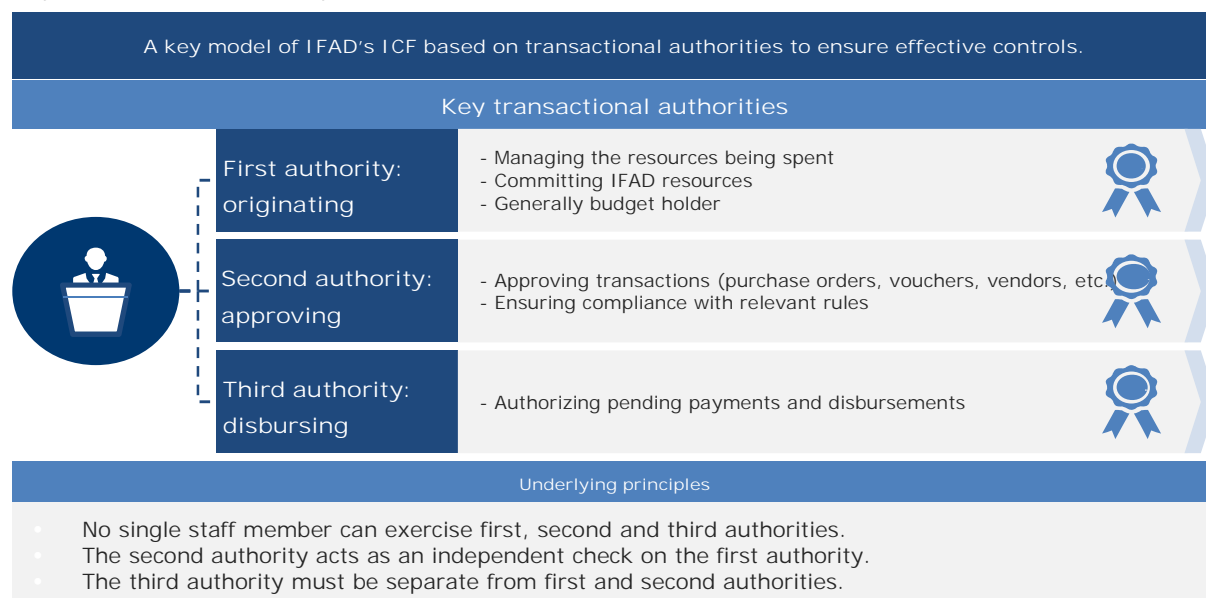 A key model of IFAD's ICF based on transactional authorities to ensure effective controls.
Key transactional authorities
First authority:
originating
- Managing the resources being spent
- Committing IFAD resources
- Generally budget holder
Second authority:
approving
- Approving transactions (purchase orders, vouchers, vendors, etc.)
- Ensuring compliance with relevant rules
Third authority:
disbursing
- Authorizing pending payments and disbursements
Underlying principles
• No single staff member can exercise first, second and third authorities.
• The second authority acts as an independent check on the first authority.
• The third authority must be separate from first and second authorities.